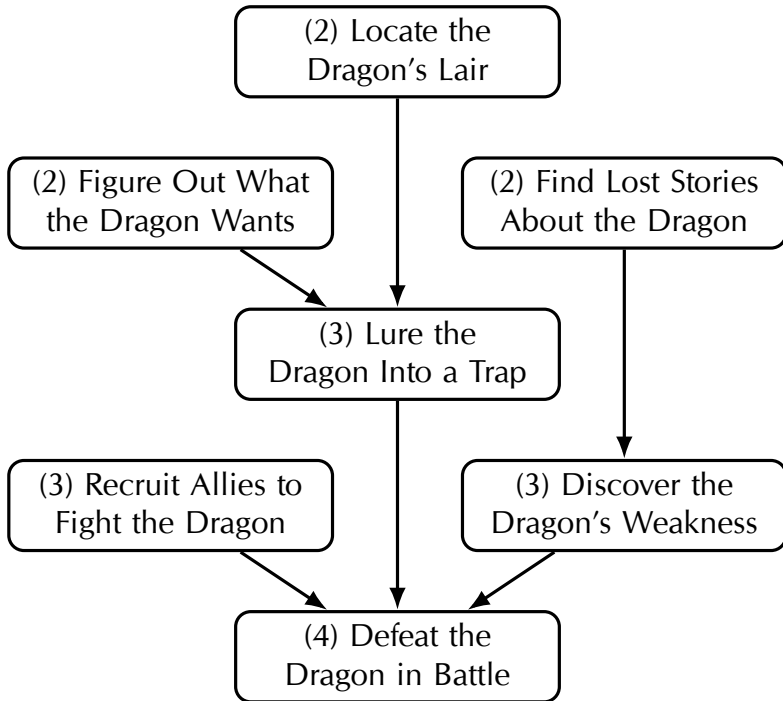 (2) Locate the
Dragon’s Lair
(2) Figure Out What
the Dragon Wants
(2) Find Lost Stories
About the Dragon
(3) Lure the
Dragon Into a Trap
(3) Recruit Allies to
Fight the Dragon
(3) Discover the
Dragon’s Weakness
(4) Defeat the
Dragon in Battle